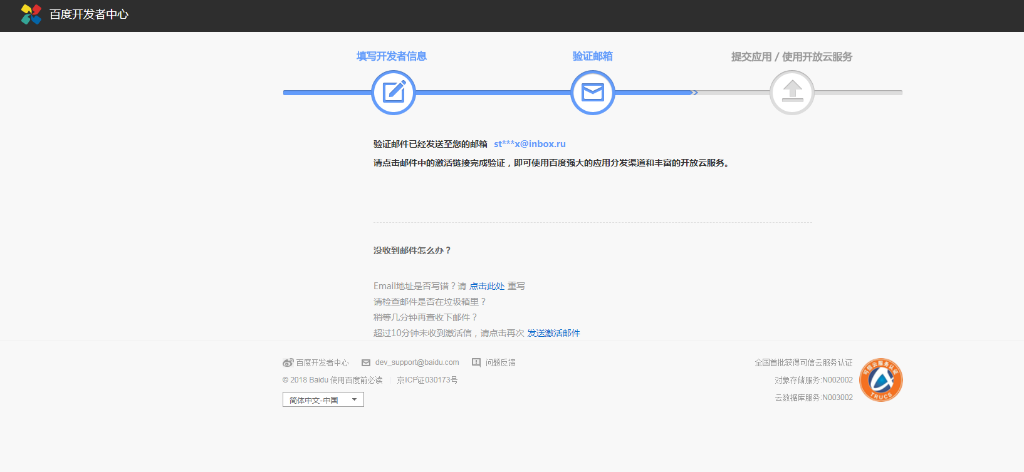 百度开发者中心
填写开发者信息
验证邮箱
提交应用 / 使用开放云服务
验证邮件已经发送至您的邮箱 st***x@inbox.ru
请点击邮件中的激活链接完成验证，即可使用百度强大的应用分发渠道和丰富的开放云服务。
没收到邮件怎么办？
Email地址是否写错？请 点击此处 重写
请检查邮件是否在垃圾箱里？
稍等几分钟再查收下邮件？
超过10分钟未收到激活信，请点击再次 发送激活邮件
百度开发者中心 dev_support@baidu.com 问题反馈
© 2018 Baidu 使用百度前必读 京ICP证030173号
简体中文-中国
全国首批获得可信云服务认证
对象存储服务:N002002
云数据库服务:N003002
TRUCS